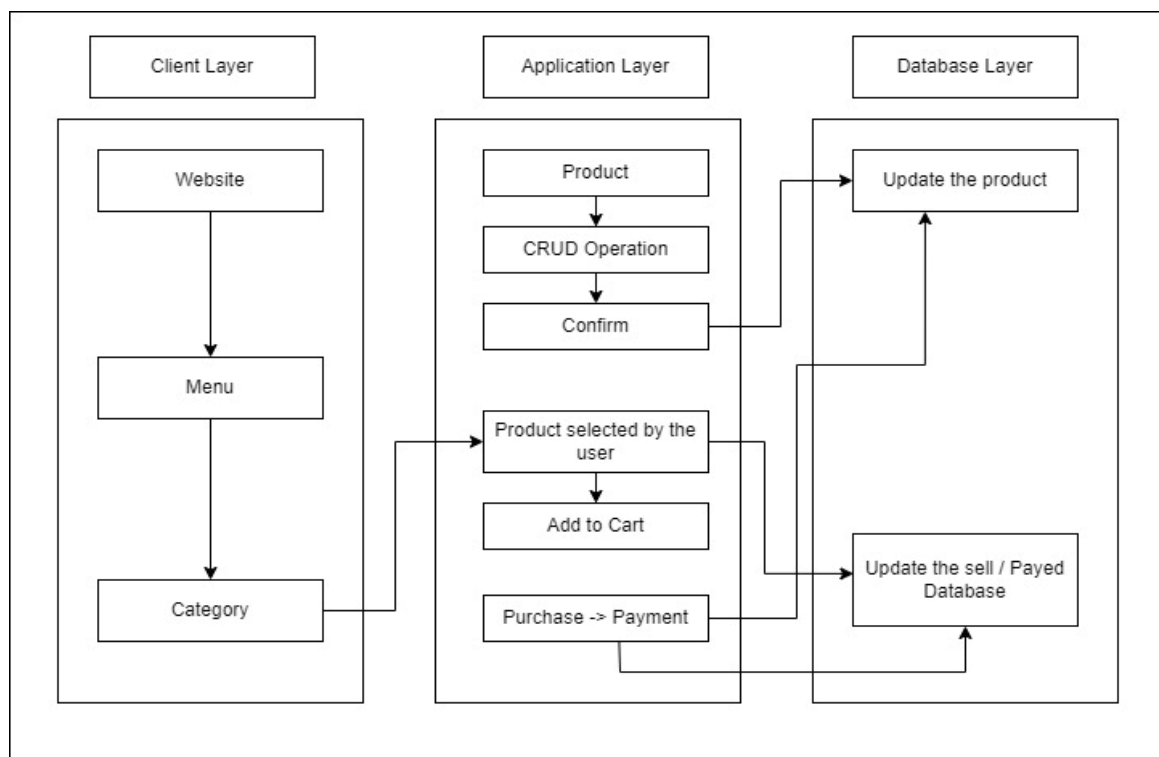 Client Layer
Application Layer
Database Layer
Website
Menu
Category
Product
CRUD Operation
Confirm
Product selected by the
user
Add to Cart
Purchase -> Payment
Update the product
Update the sell / Payed
Database